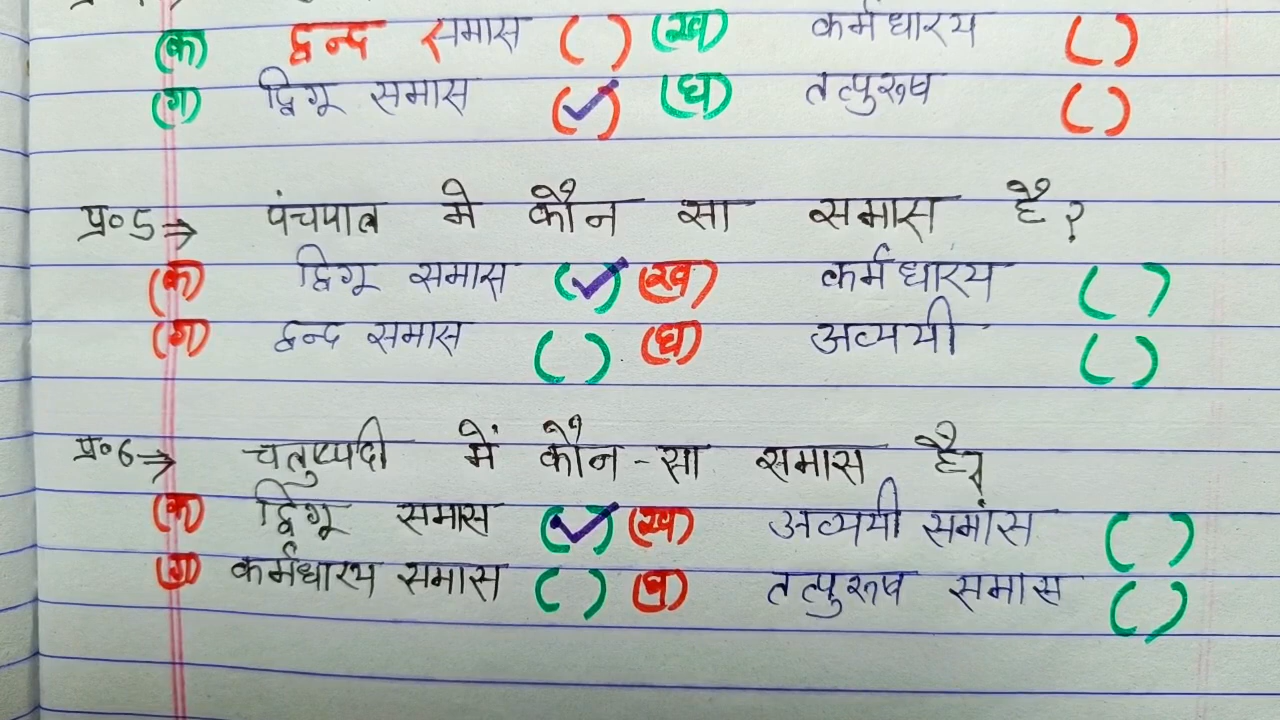 (क) द्वन्द समास ( ) (ख) कर्मधारय ( )
(ग) द्विगू समास (✓) (घ) तत्पुरूष ( )
प्र०5⇒ पंचपाल मे कौन सा समास है?
(क) द्विगू समास (✓) (ख) कर्मधारय ( )
(ग) द्वन्द समास ( ) (घ) अव्ययी ( )
प्र०6⇒ चतुष्पदी में कौन-सा समास है?
(क) द्विगू समास (✓) (ख) अव्ययी समास ( )
(ग) कर्मधारय समास ( ) (घ) तत्पुरूष समास ( )